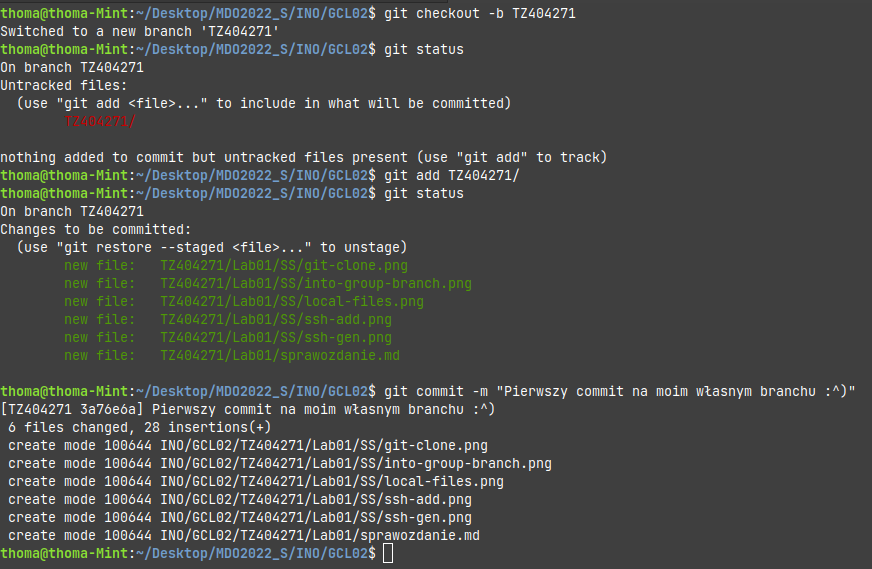 thoma@thoma-Mint:~/Desktop/MDO2022_S/INO/GCL02$ git checkout -b TZ404271
Switched to a new branch 'TZ404271'
thoma@thoma-Mint:~/Desktop/MDO2022_S/INO/GCL02$ git status
On branch TZ404271
Untracked files:
  (use "git add <file>..." to include in what will be committed)
        TZ404271/

nothing added to commit but untracked files present (use "git add" to track)
thoma@thoma-Mint:~/Desktop/MDO2022_S/INO/GCL02$ git add TZ404271/
thoma@thoma-Mint:~/Desktop/MDO2022_S/INO/GCL02$ git status
On branch TZ404271
Changes to be committed:
  (use "git restore --staged <file>..." to unstage)
        new file:   TZ404271/Lab01/SS/git-clone.png
        new file:   TZ404271/Lab01/SS/into-group-branch.png
        new file:   TZ404271/Lab01/SS/local-files.png
        new file:   TZ404271/Lab01/SS/ssh-add.png
        new file:   TZ404271/Lab01/SS/ssh-gen.png
        new file:   TZ404271/Lab01/sprawozdanie.md

thoma@thoma-Mint:~/Desktop/MDO2022_S/INO/GCL02$ git commit -m "Pierwszy commit na moim własnym branchu :^)"
[TZ404271 3a76e6a] Pierwszy commit na moim własnym branchu :^)
 6 files changed, 28 insertions(+)
 create mode 100644 INO/GCL02/TZ404271/Lab01/SS/git-clone.png
 create mode 100644 INO/GCL02/TZ404271/Lab01/SS/into-group-branch.png
 create mode 100644 INO/GCL02/TZ404271/Lab01/SS/local-files.png
 create mode 100644 INO/GCL02/TZ404271/Lab01/SS/ssh-add.png
 create mode 100644 INO/GCL02/TZ404271/Lab01/SS/ssh-gen.png
 create mode 100644 INO/GCL02/TZ404271/Lab01/sprawozdanie.md
thoma@thoma-Mint:~/Desktop/MDO2022_S/INO/GCL02$